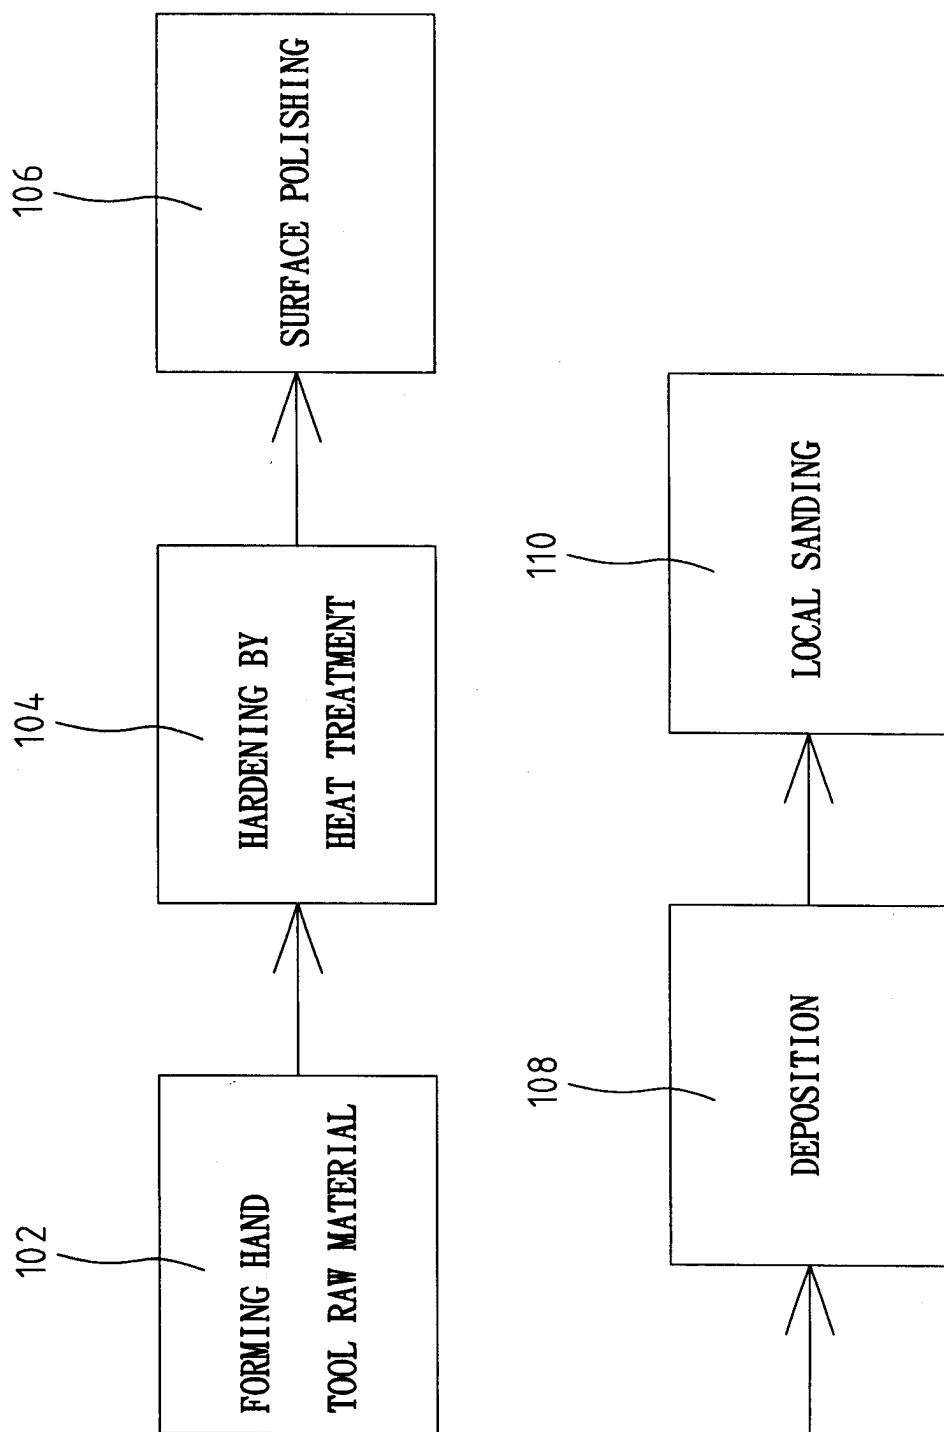 102
FORMING HAND
TOOL RAW MATERIAL
104
HARDENING BY
HEAT TREATMENT
106
SURFACE POLISHING
108
DEPOSITION
110
LOCAL SANDING